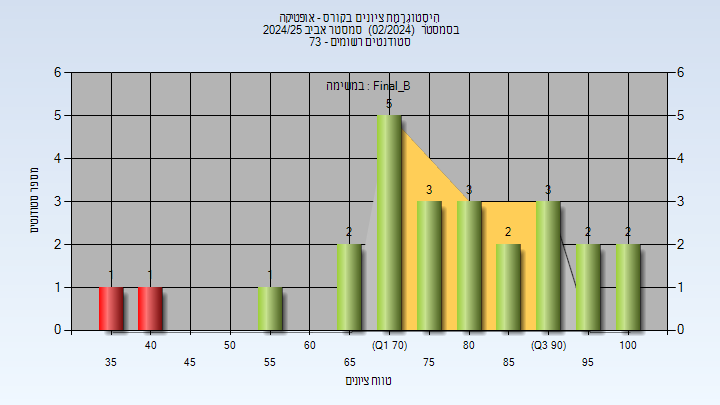 היסטוגרמת ציונים בקורס - אופטיקה
בסמסטר (02/2024) סמסטר אביב 2024/25
סטודנטים רשומים - 73
במשימה : Final_B
מספר סטודנטים
6 6
5 5
4 4
3 3
2 2
1 1
0 0
1 1 1 2 5 3 3 2 3 2 2
40 50 60 (Q1 70) 80 (Q3 90) 100
35 45 55 65 75 85 95
טווח ציונים